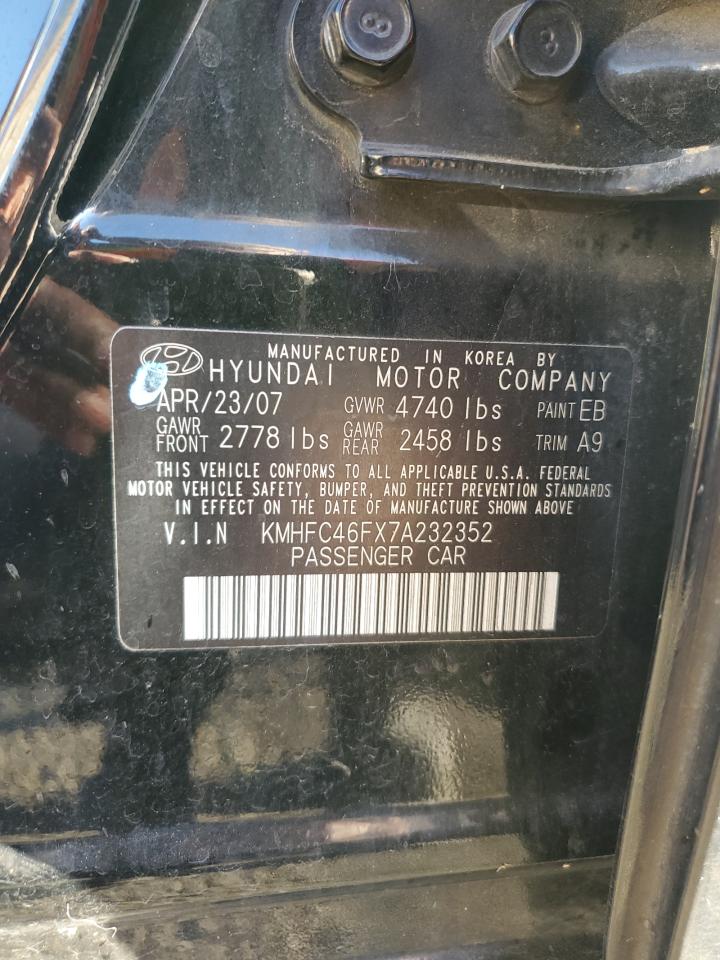 8 8
MANUFACTURED IN KOREA BY
HYUNDAI MOTOR COMPANY
APR/23/07 GVWR 4740 lbs PAINT EB
GAWR FRONT 2778 lbs GAWR REAR 2458 lbs TRIM A9
THIS VEHICLE CONFORMS TO ALL APPLICABLE U.S.A. FEDERAL
MOTOR VEHICLE SAFETY, BUMPER, AND THEFT PREVENTION STANDARDS
IN EFFECT ON THE DATE OF MANUFACTURE SHOWN ABOVE
V.I.N KMHFC46FX7A232352
PASSENGER CAR